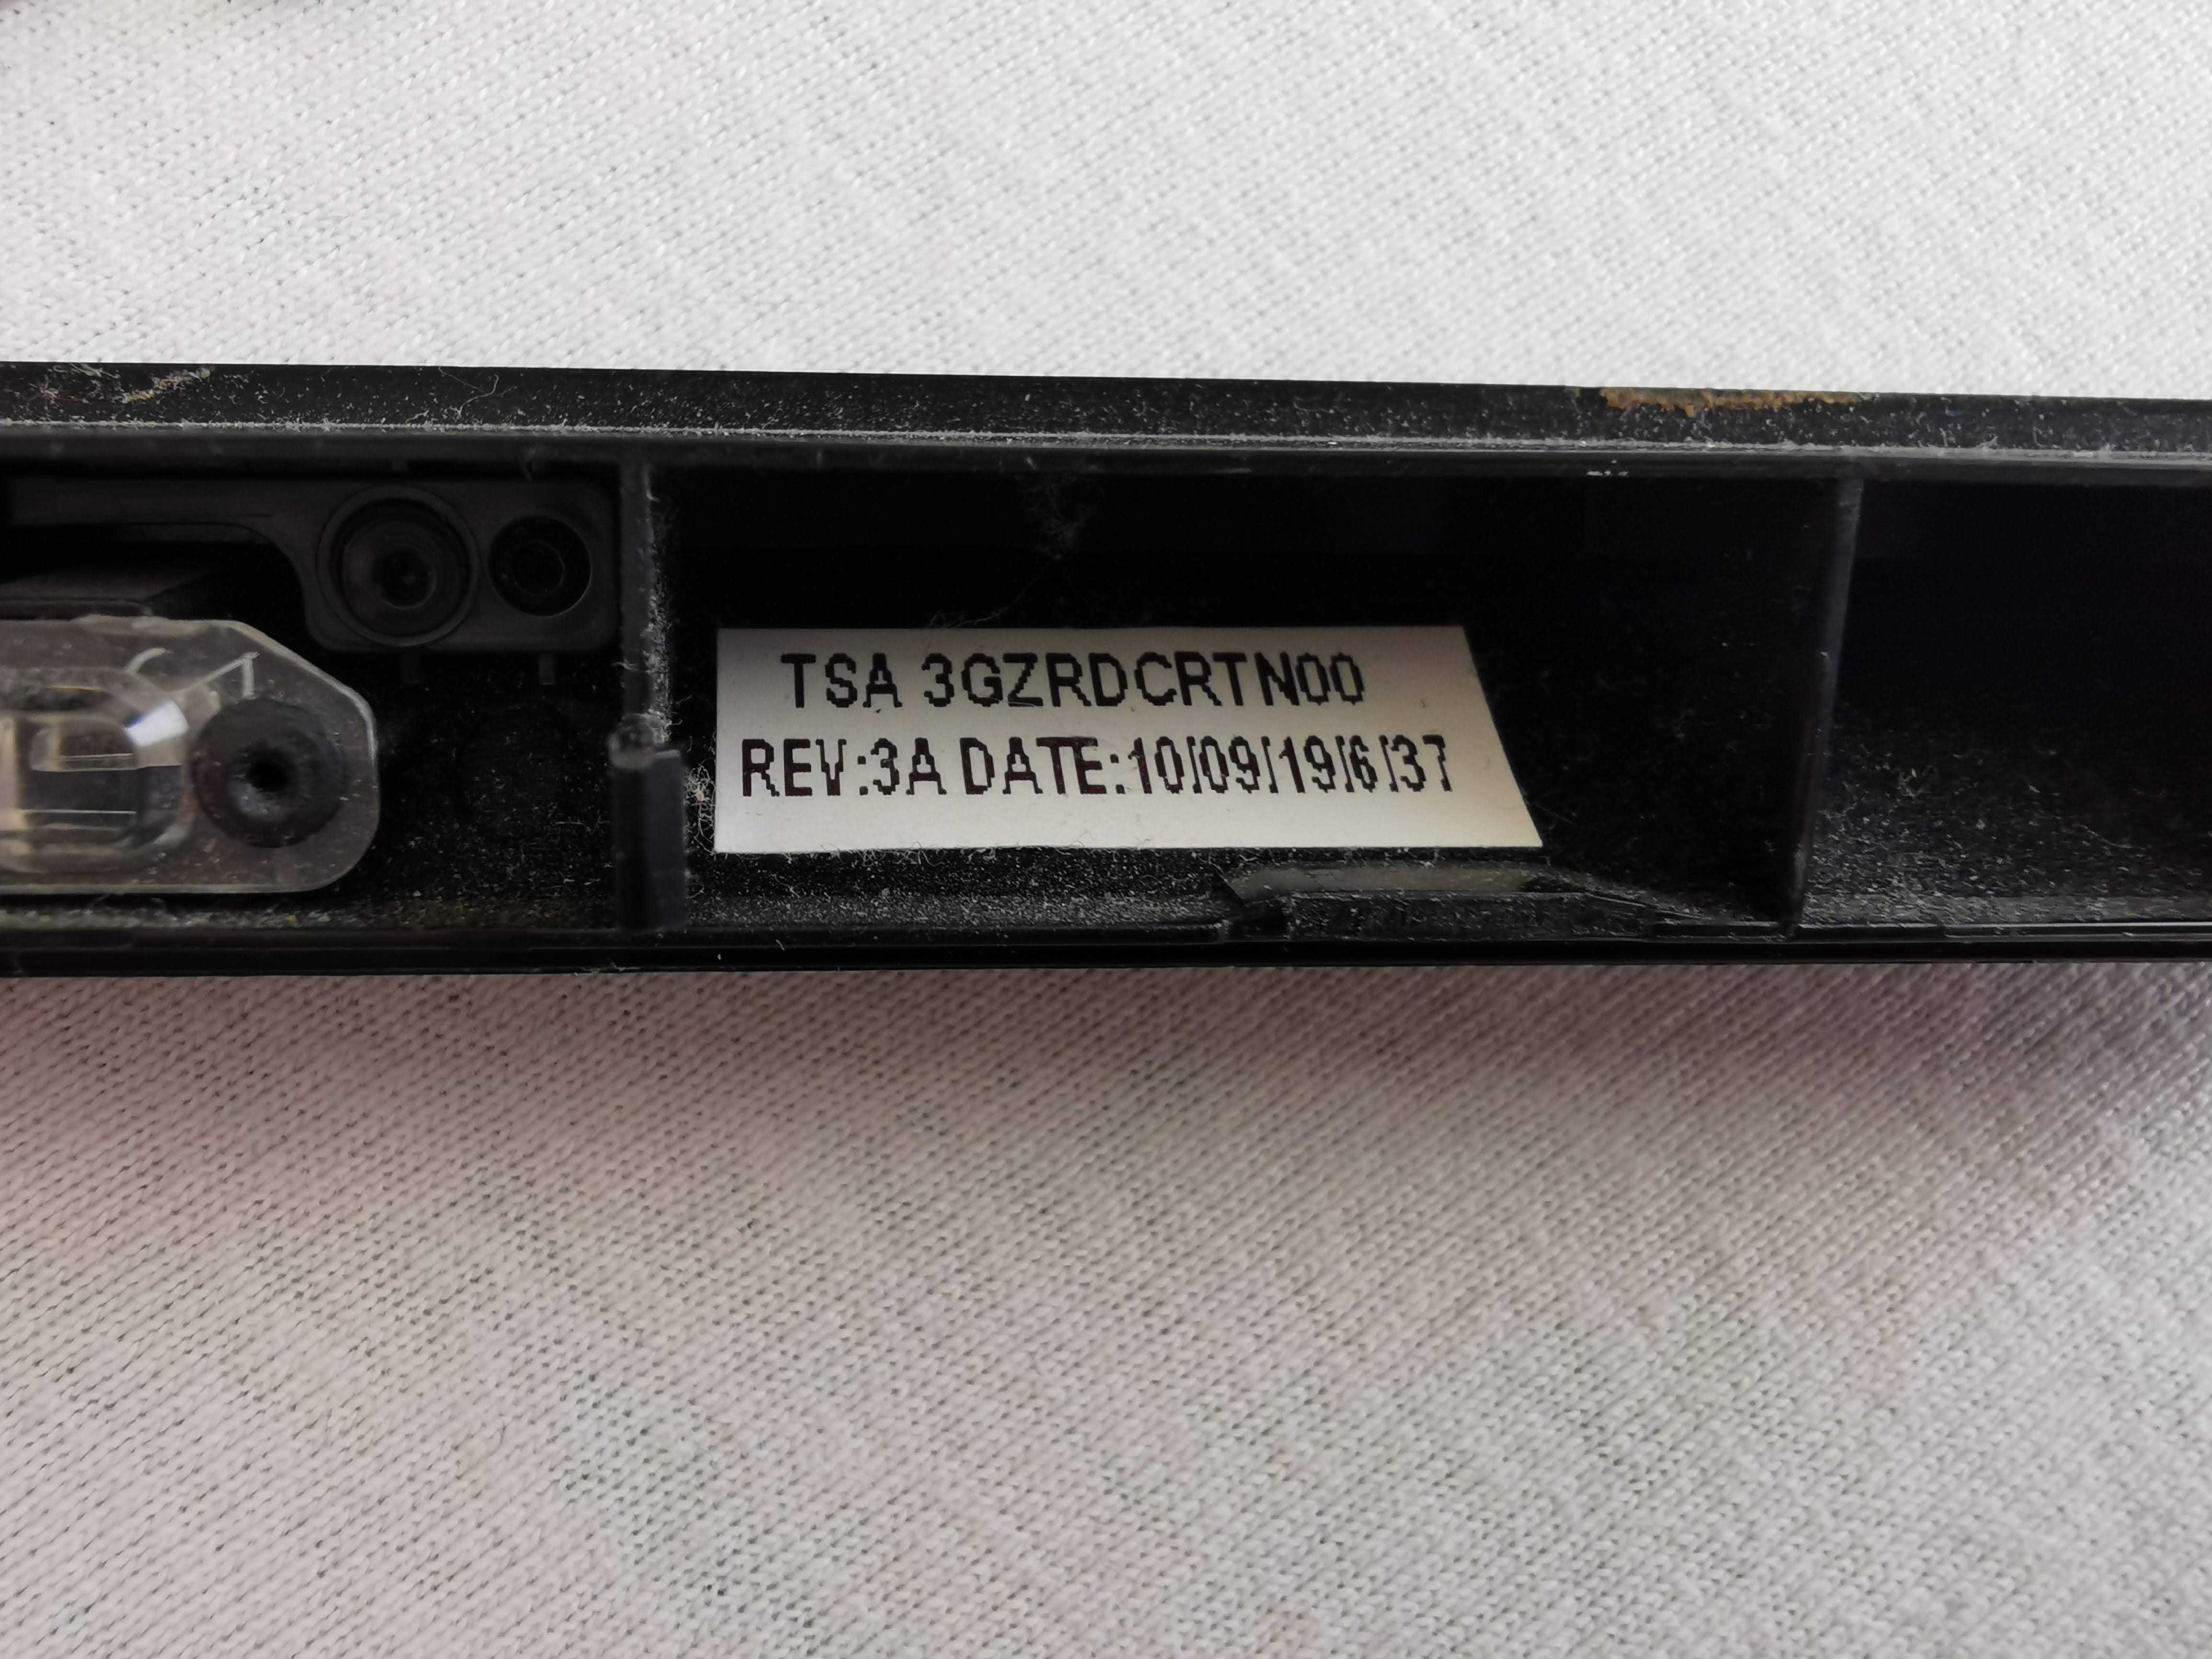 TSA 3GZRDCRTN00
REV:3A DATE:10/09/19/6/37